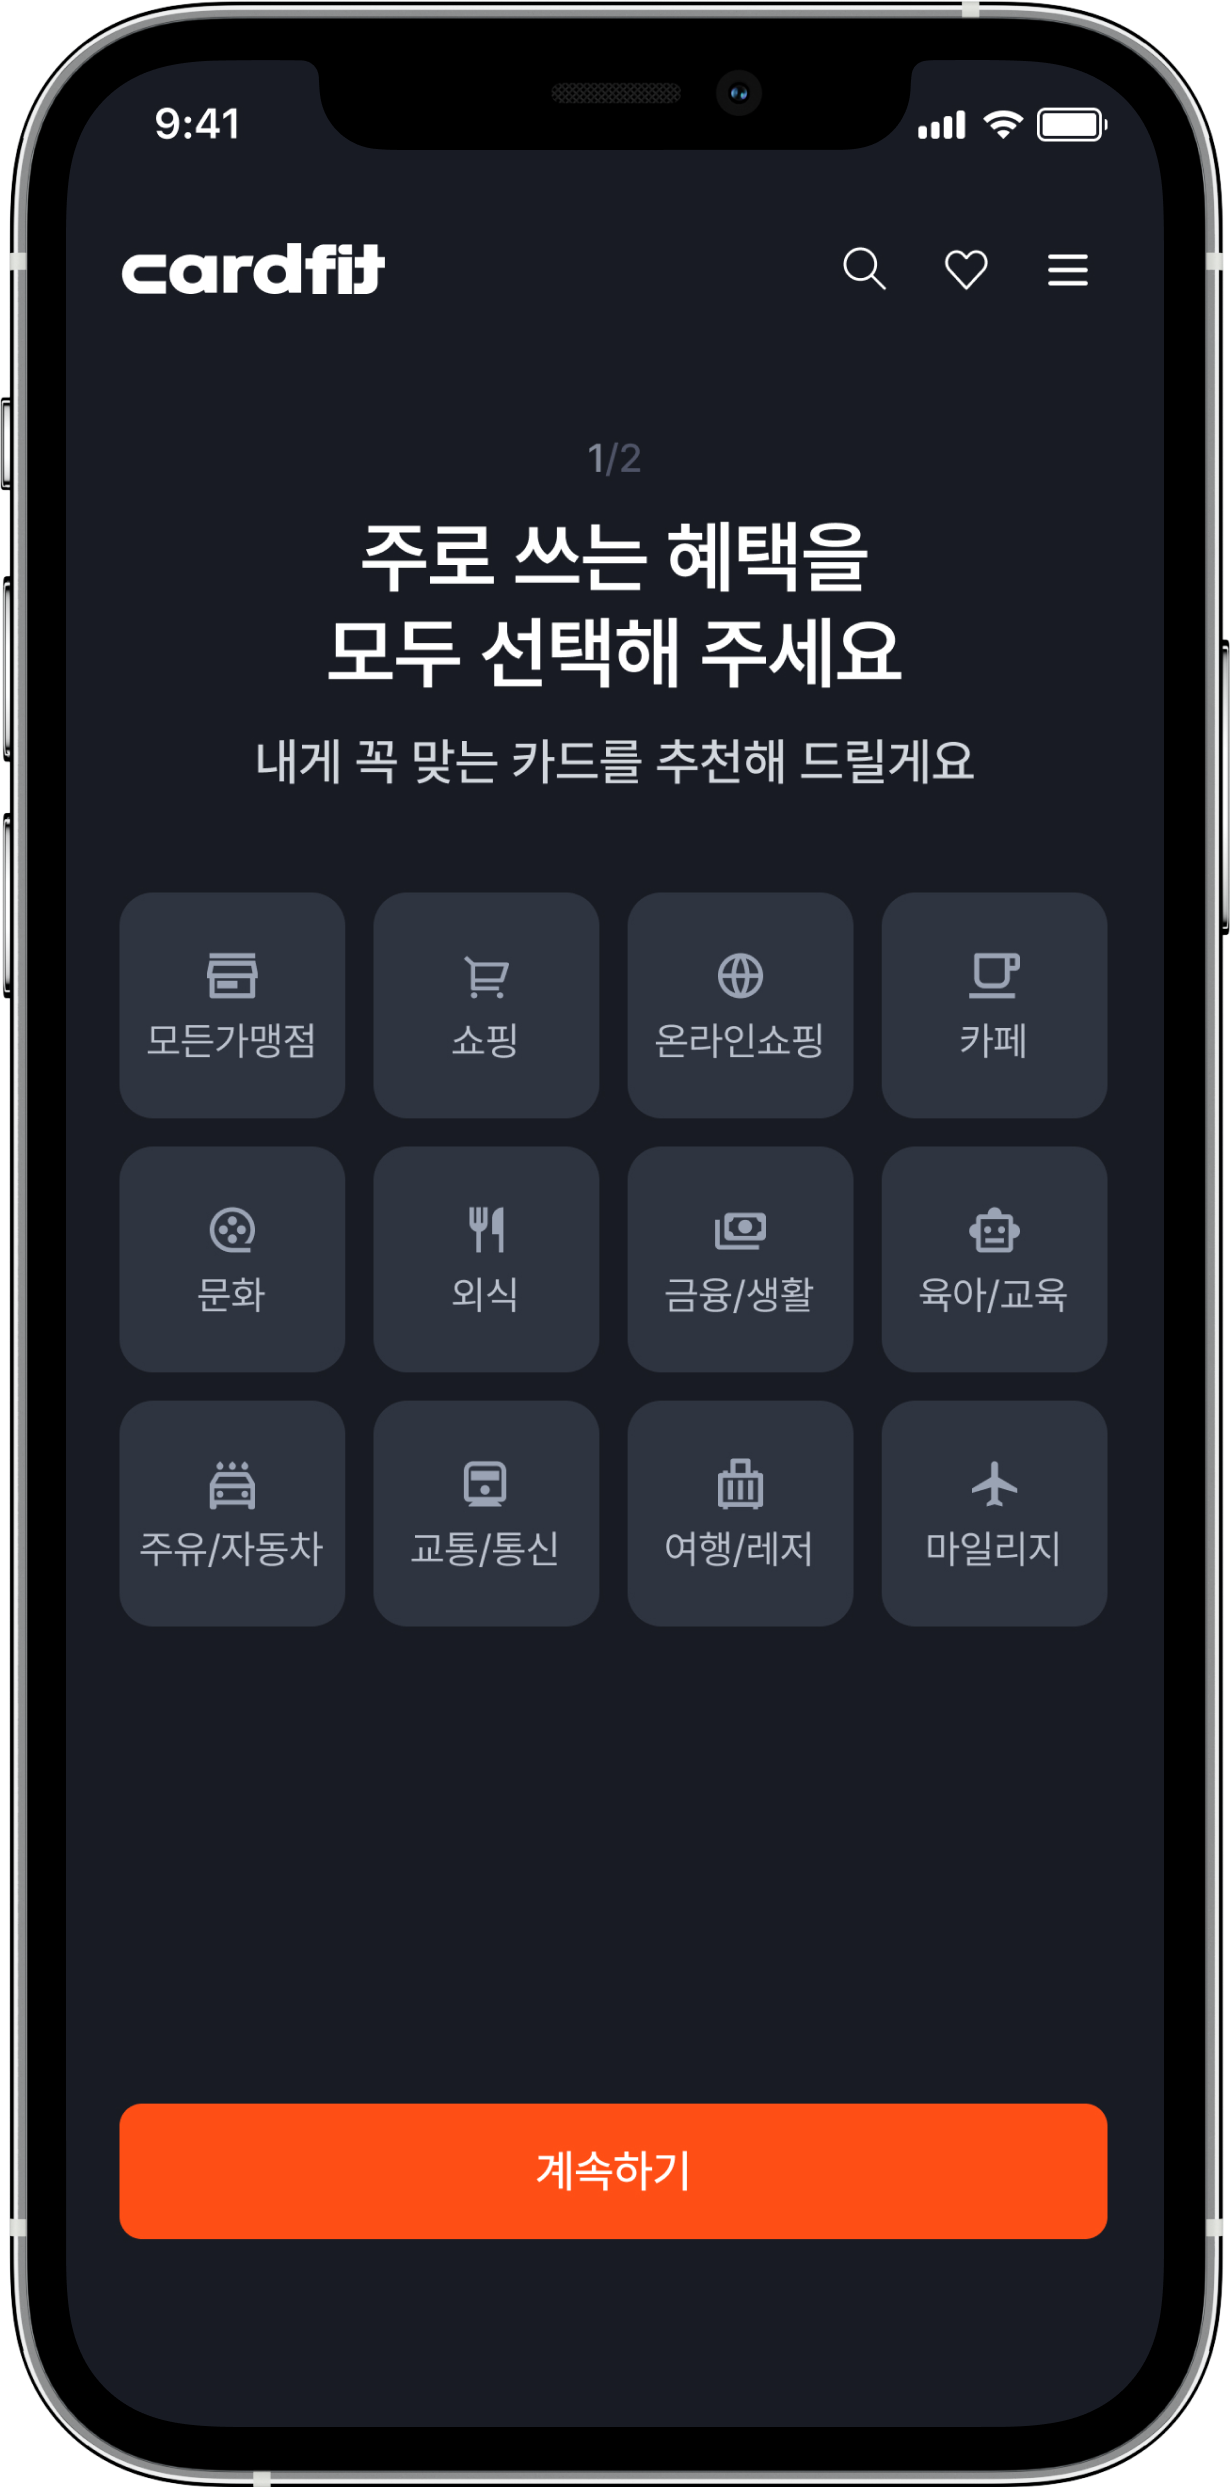 9:41
cardfit
1/2
주로 쓰는 혜택을
모두 선택해 주세요
내게 꼭 맞는 카드를 추천해 드릴게요
모든가맹점
쇼핑
온라인쇼핑
카페
문화
외식
금융/생활
육아/교육
주유/자동차
교통/통신
여행/레저
마일리지
계속하기